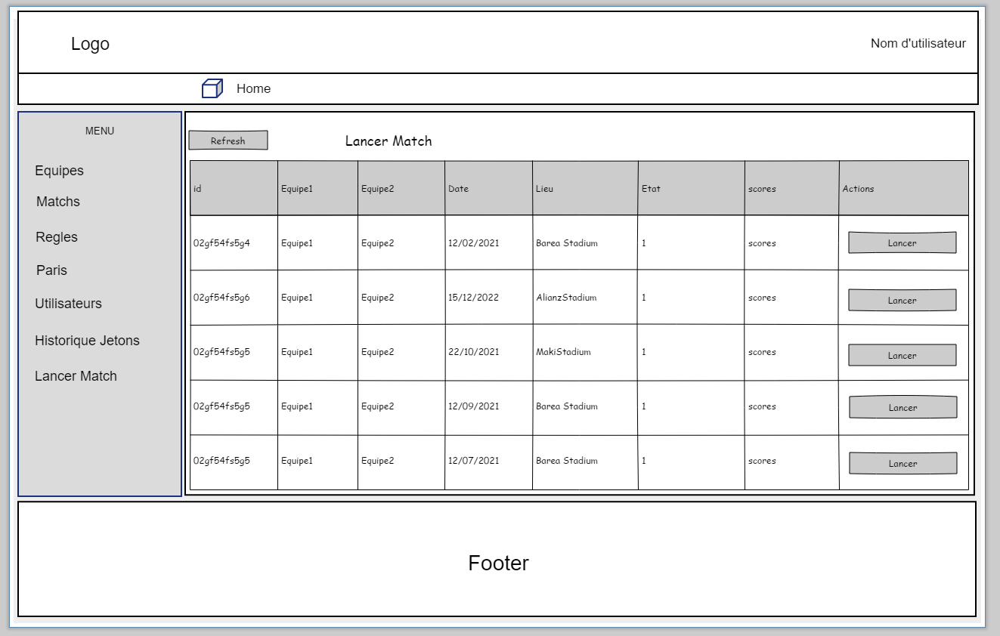 Logo
Nom d'utilisateur
Home
MENU
Equipes
Matchs
Regles
Paris
Utilisateurs
Historique Jetons
Lancer Match
Refresh
Lancer Match
id Equipe1 Equipe2 Date Lieu Etat scores Actions
02gf54fs5g4 Equipe1 Equipe2 12/02/2021 Barea Stadium 1 scores Lancer
02gf54fs5g6 Equipe1 Equipe2 15/12/2022 AlianzStadium 1 scores Lancer
02gf54fs5g5 Equipe1 Equipe2 22/10/2021 MakiStadium 1 scores Lancer
02gf54fs5g5 Equipe1 Equipe2 12/09/2021 Barea Stadium 1 scores Lancer
02gf54fs5g5 Equipe1 Equipe2 12/07/2021 Barea Stadium 1 scores Lancer
Footer